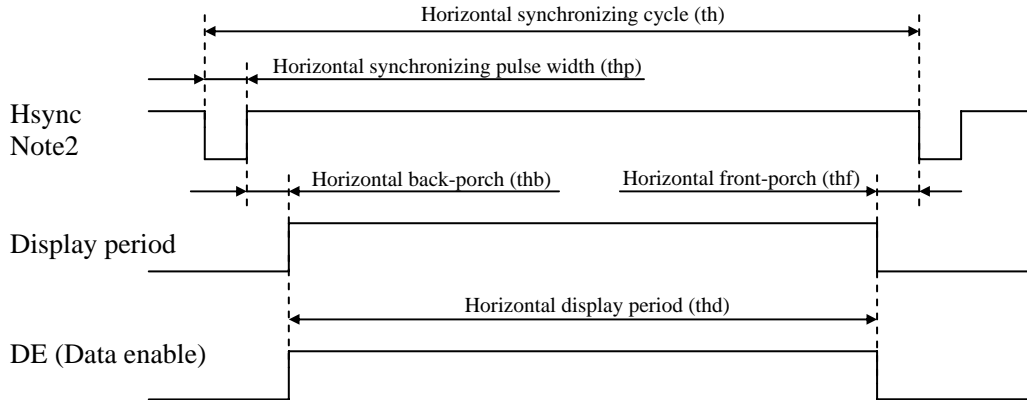 Horizontal synchronizing cycle (th)
Horizontal synchronizing pulse width (thp)
Hsync
Note2
Horizontal back-porch (thb)
Horizontal front-porch (thf)
Display period
Horizontal display period (thd)
DE (Data enable)